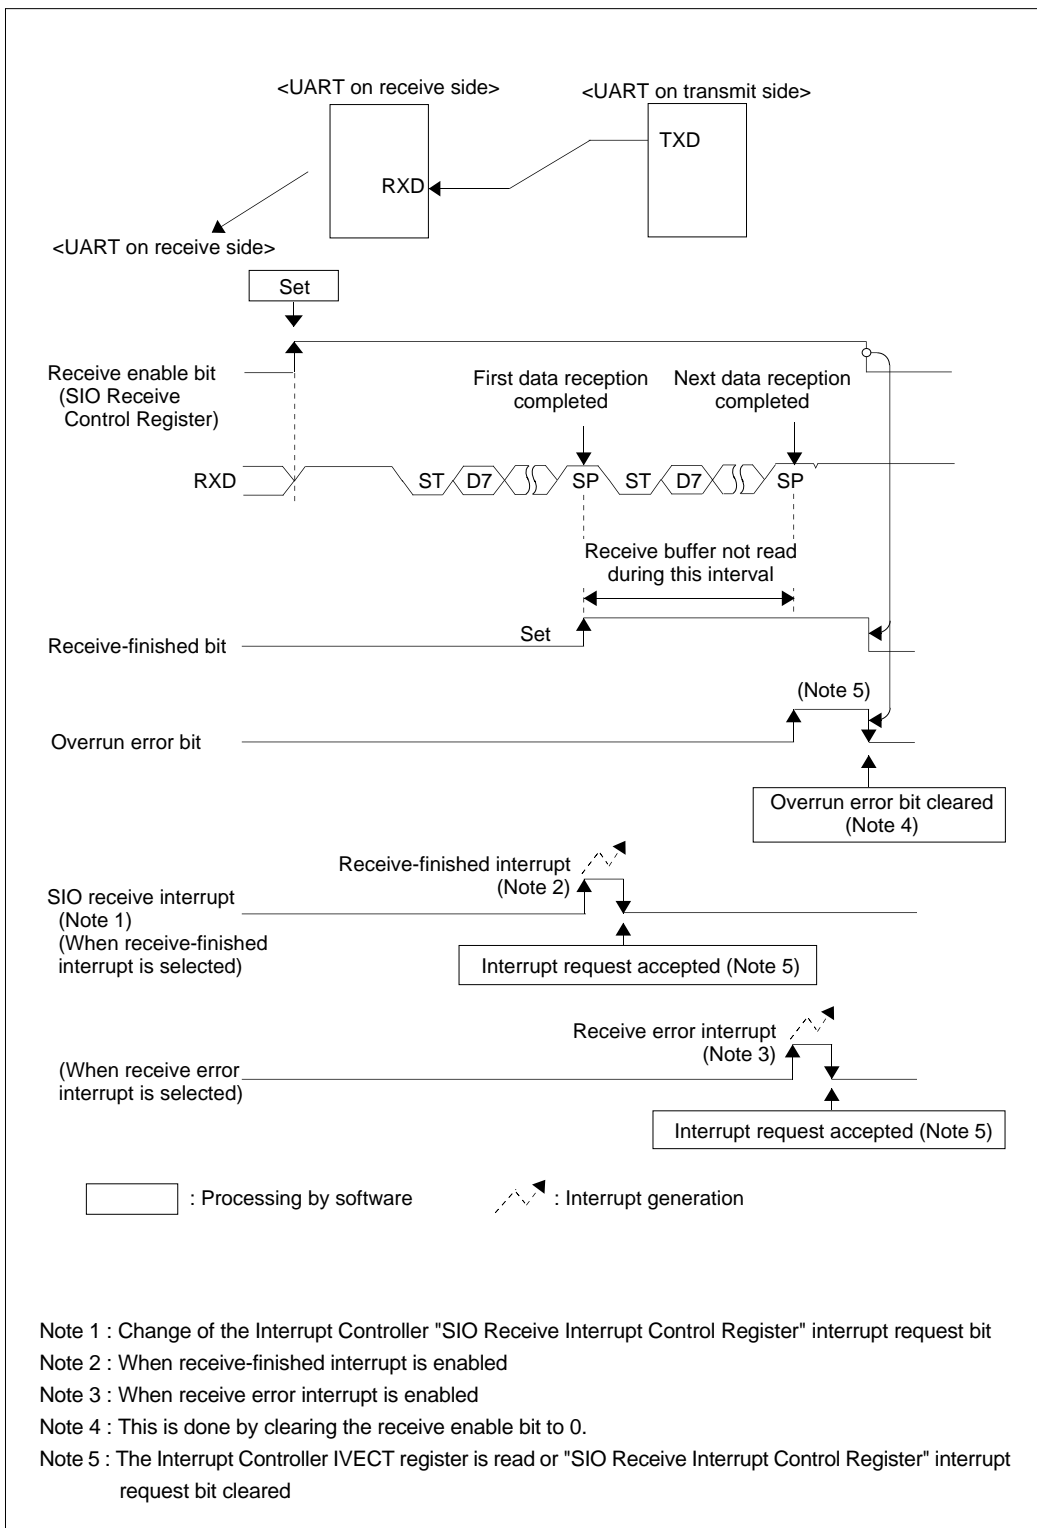 <UART on receive side>
<UART on transmit side>
TXD
RXD
<UART on receive side>
Set
Receive enable bit
(SIO Receive
Control Register)
First data reception
completed
Next data reception
completed
RXD
ST
D7
SP
ST
D7
SP
Receive buffer not read
during this interval
Receive-finished bit
Set
(Note 5)
Overrun error bit
Overrun error bit cleared
(Note 4)
Receive-finished interrupt
(Note 2)
SIO receive interrupt
(Note 1)
(When receive-finished
interrupt is selected)
Interrupt request accepted (Note 5)
Receive error interrupt
(Note 3)
(When receive error
interrupt is selected)
Interrupt request accepted (Note 5)
: Processing by software
: Interrupt generation
Note 1 : Change of the Interrupt Controller "SIO Receive Interrupt Control Register" interrupt request bit
Note 2 : When receive-finished interrupt is enabled
Note 3 : When receive error interrupt is enabled
Note 4 : This is done by clearing the receive enable bit to 0.
Note 5 : The Interrupt Controller IVECT register is read or "SIO Receive Interrupt Control Register" interrupt
request bit cleared